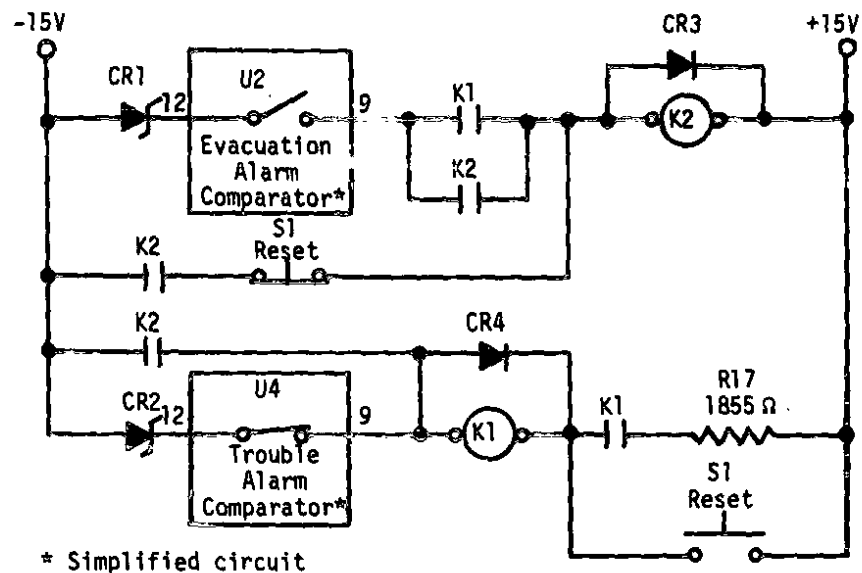 -15V
+15V
CR3
CR1
U2
12
9
K1
K2
K2
Evacuation
Alarm
Comparator*
S1
Reset
K2
K2
CR4
CR2
12
U4
9
R17
1855 Ω
K1
K1
Trouble
Alarm
Comparator*
S1
Reset
* Simplified circuit